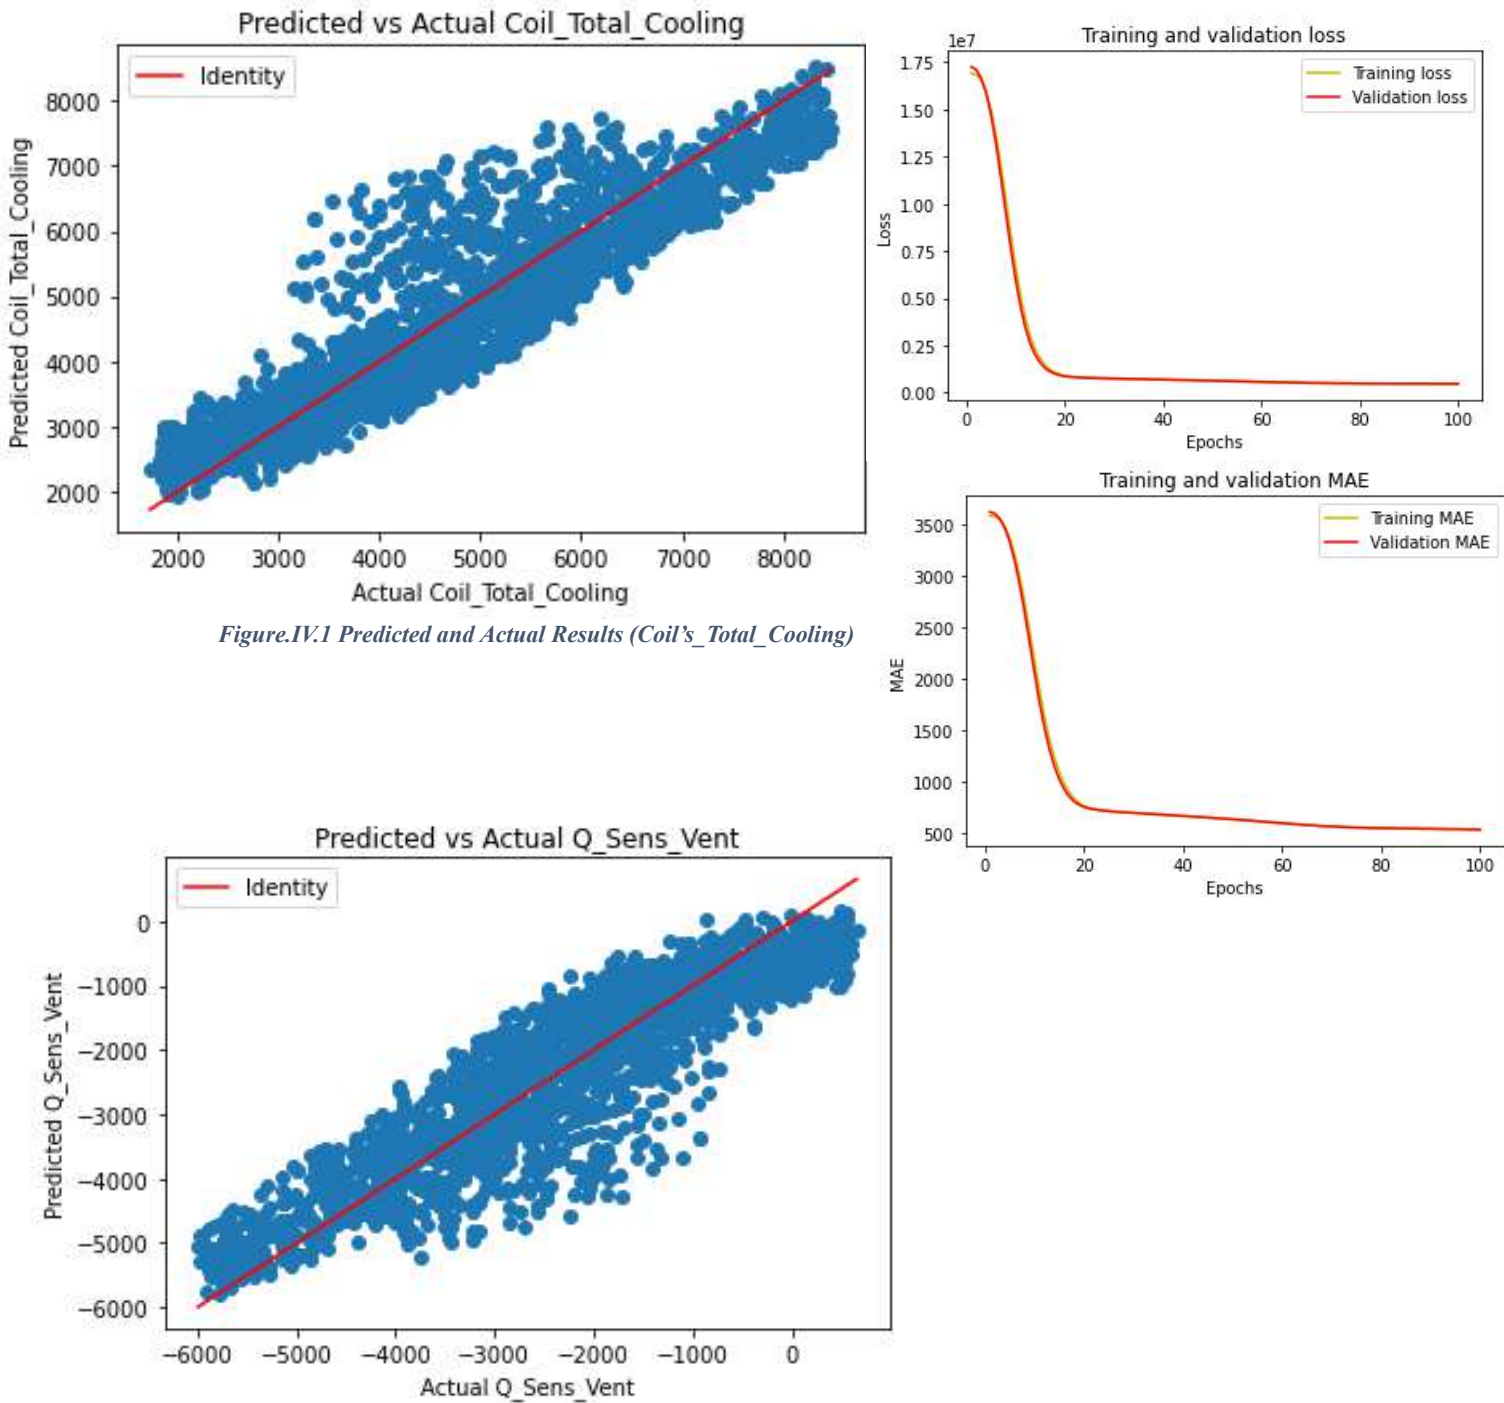 Predicted vs Actual Coil_Total_Cooling
Identity
Predicted Coil_Total_Cooling
8000
7000
6000
5000
4000
3000
2000
2000 3000 4000 5000 6000 7000 8000
Actual Coil_Total_Cooling
Figure.IV.1 Predicted and Actual Results (Coil’s_Total_Cooling)
Training and validation loss
1e7
Training loss
Validation loss
Loss
1.75
1.50
1.25
1.00
0.75
0.50
0.25
0.00
0 20 40 60 80 100
Epochs
Training and validation MAE
Training MAE
Validation MAE
MAE
3500
3000
2500
2000
1500
1000
500
0 20 40 60 80 100
Epochs
Predicted vs Actual Q_Sens_Vent
Identity
Predicted Q_Sens_Vent
0
−1000
−2000
−3000
−4000
−5000
−6000
−6000 −5000 −4000 −3000 −2000 −1000 0
Actual Q_Sens_Vent